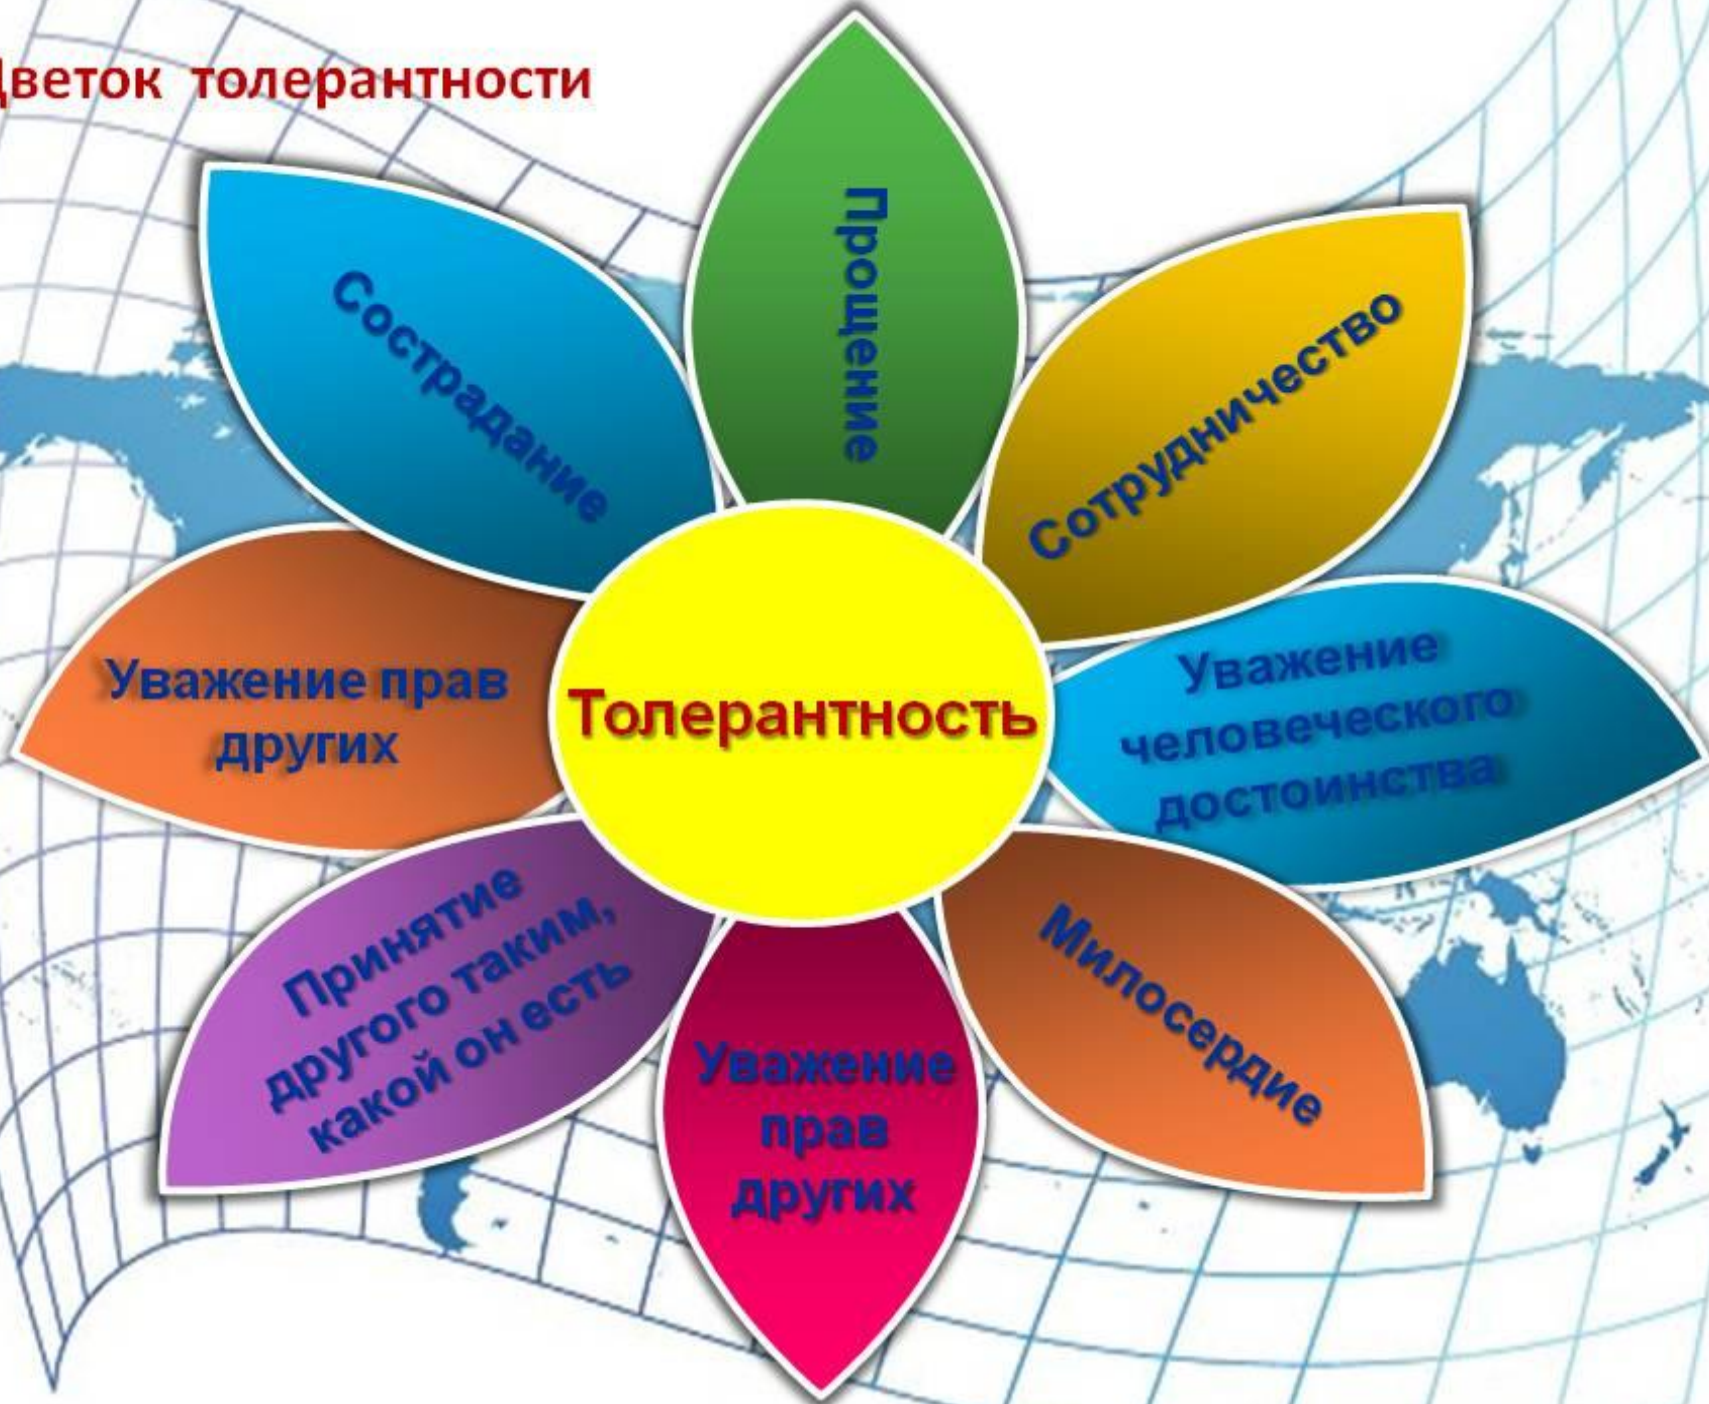 Цветок толерантности
Прощение
Сотрудничество
Уважение
человеческого
достоинства
Милосердие
Уважение
прав
других
Принятие
другого таким,
какой он есть
Уважение прав
других
Сострадание
Толерантность